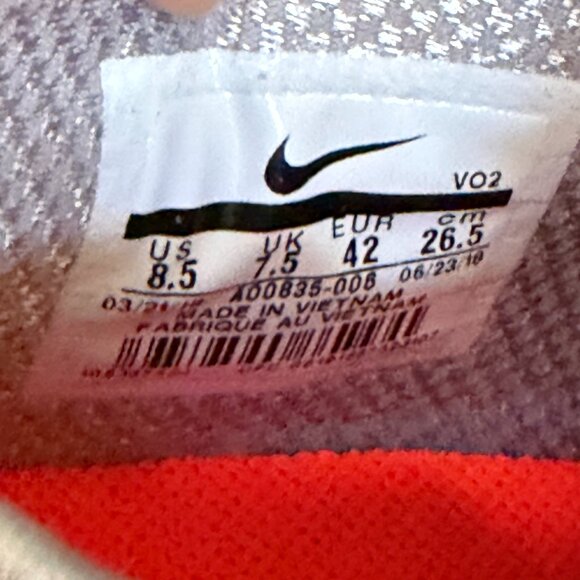 VO2
US UK EUR cm
8.5 7.5 42 26.5
AO0835-006 06/23/18
MADE IN VIETNAM
FABRIQUE AU VIETNAM